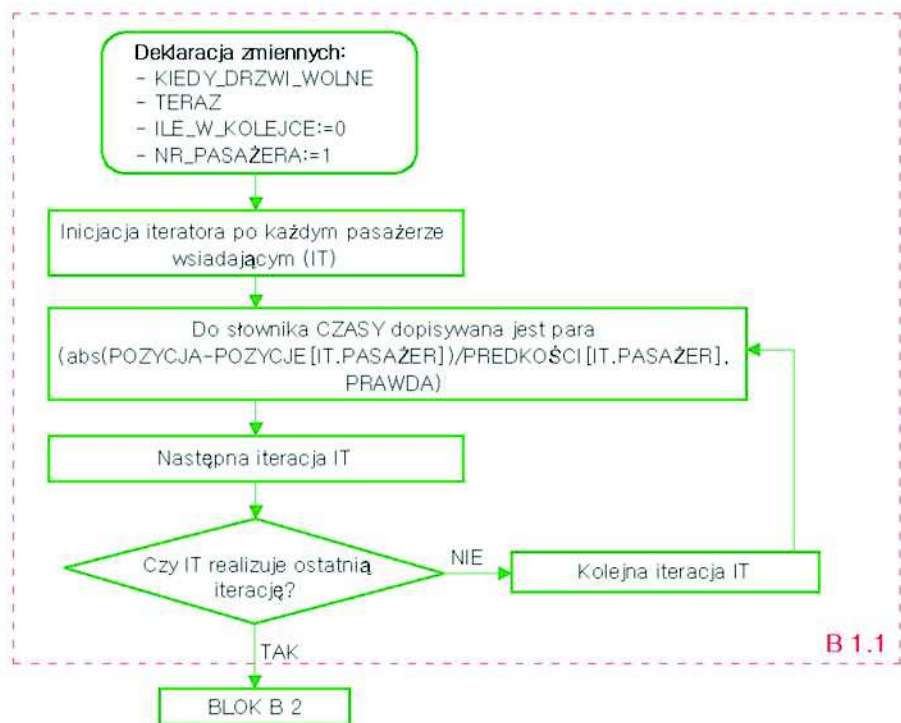 Deklaracja zmiennych:
- KIEDY_DRZWI_WOLNE
- TERAZ
- ILE_W_KOLEJCE:=0
- NR_PASAŻERA:=1
Inicjacja iteratora po każdym pasażerze
wsiadającym (IT)
Do słownika CZASY dopisywana jest para
(abs(POZYCJA-POZYCJE[IT.PASAŻER])/PREDKOŚCI[IT.PASAŻER],
PRAWDA)
Następna iteracja IT
Czy IT realizuje ostatnią
iterację?
NIE
Kolejna iteracja IT
TAK
B 1.1
BLOK B 2